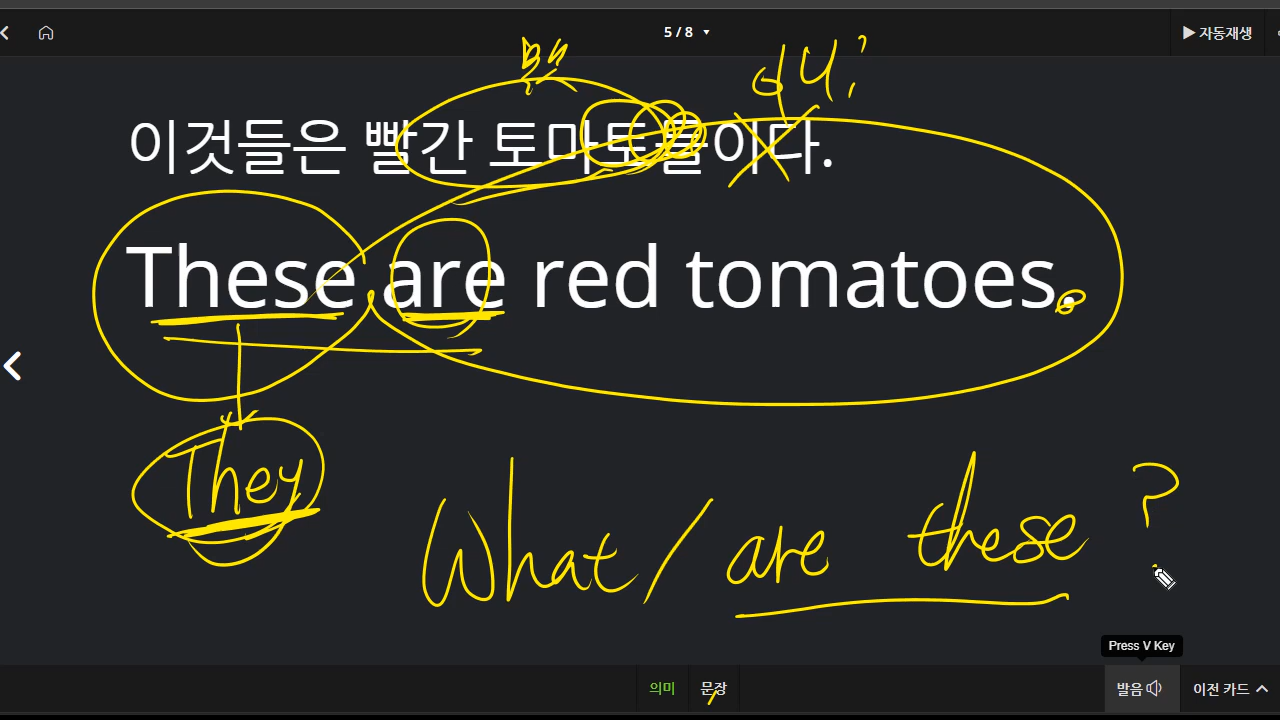 5 / 8 ▼
▶ 자동재생
이것들은 빨간 토마토들이다.
These are red tomatoes.
They
What / are these ?
Press V Key
의미 문장 발음 이전 카드